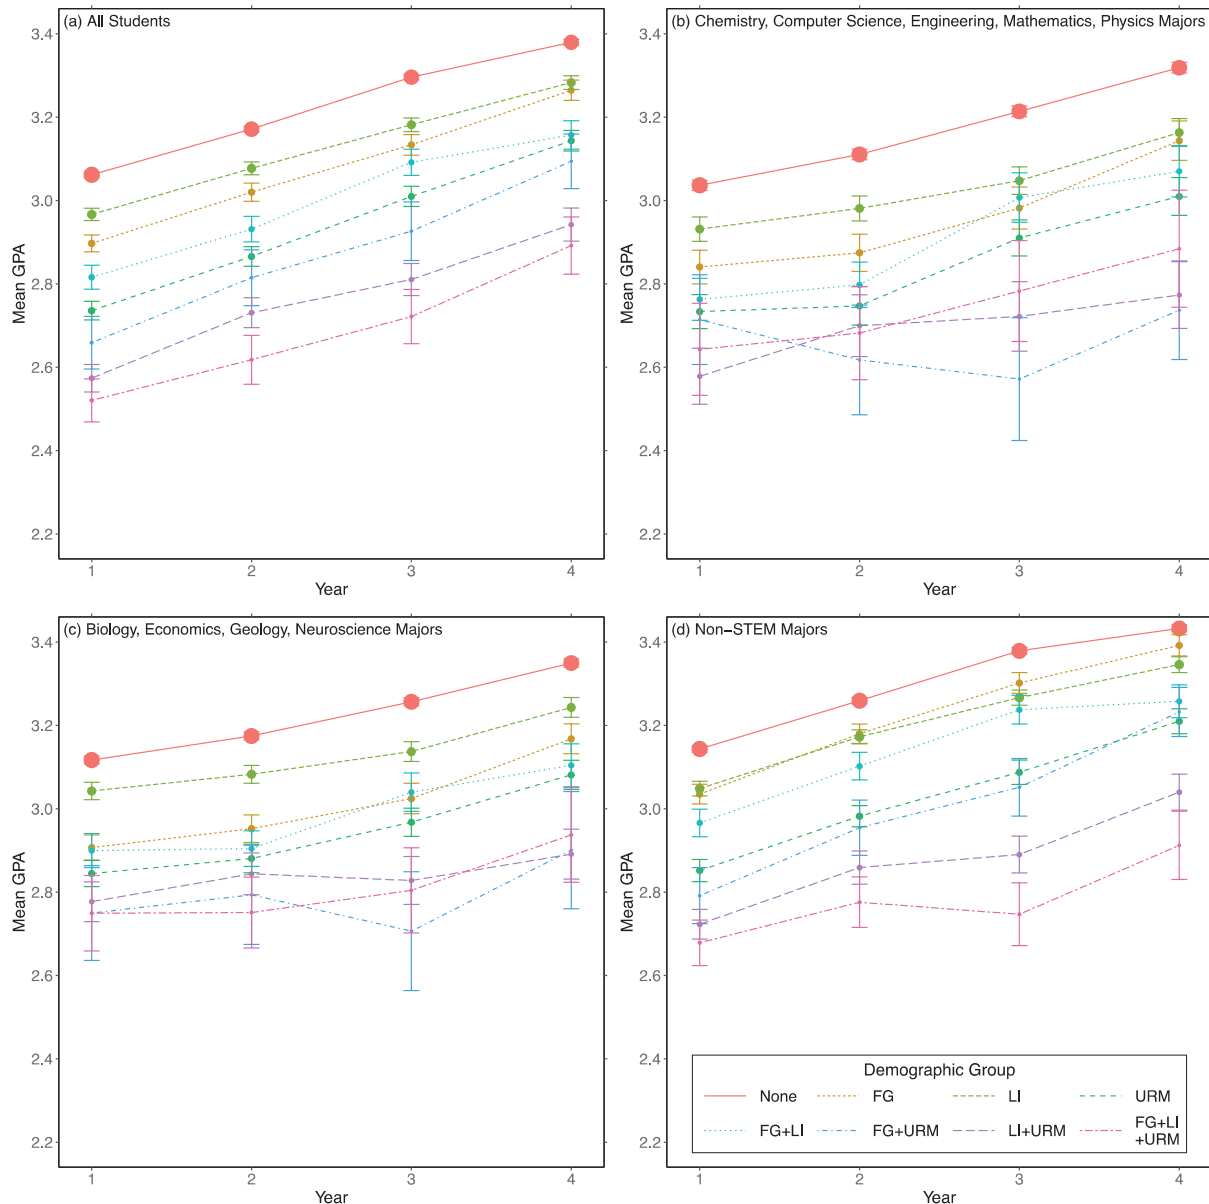 (a) All Students
3.4
3.2
3.0
2.8
2.6
2.4
2.2
Mean GPA
1 2 3 4
Year
(b) Chemistry, Computer Science, Engineering, Mathematics, Physics Majors
3.4
3.2
3.0
2.8
2.6
2.4
2.2
Mean GPA
1 2 3 4
Year
(c) Biology, Economics, Geology, Neuroscience Majors
3.4
3.2
3.0
2.8
2.6
2.4
2.2
Mean GPA
1 2 3 4
Year
(d) Non−STEM Majors
3.4
3.2
3.0
2.8
2.6
2.4
2.2
Mean GPA
Demographic Group
None FG LI URM
FG+LI FG+URM LI+URM FG+LI
+URM
1 2 3 4
Year